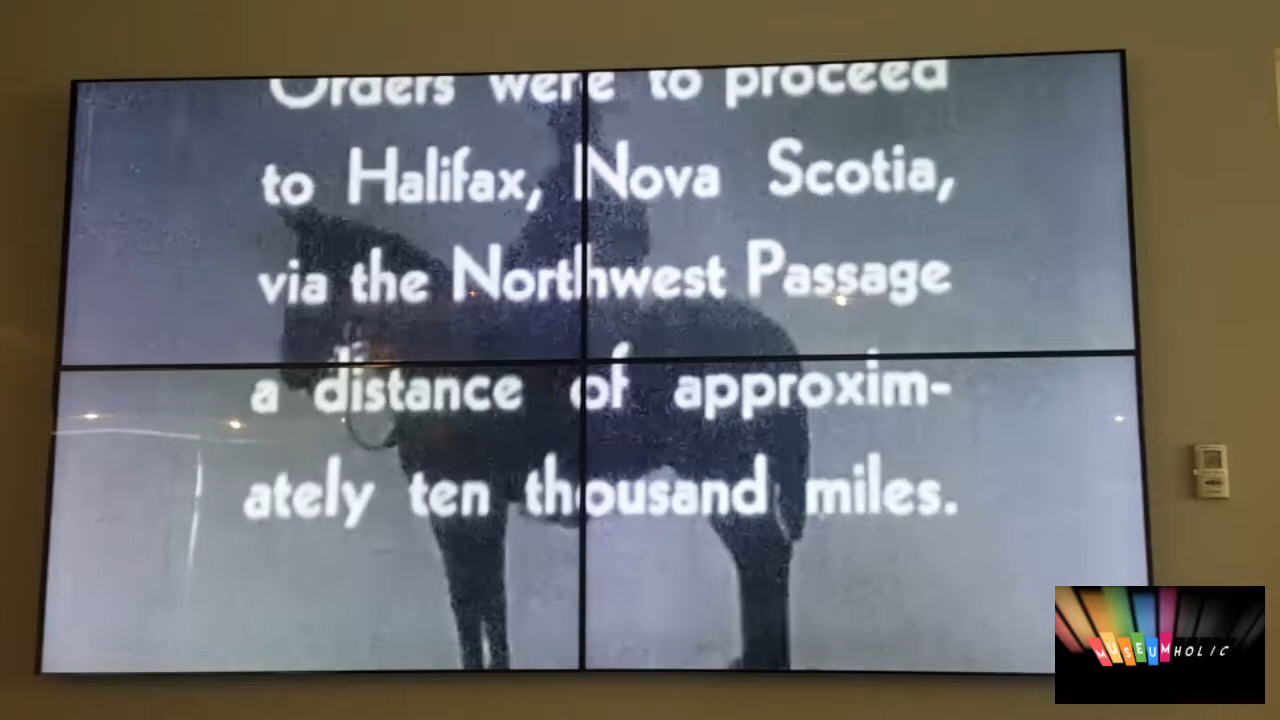 Orders were to proceed
to Halifax, Nova Scotia,
via the Northwest Passage
a distance of approxim-
ately ten thousand miles.
MUSEUMHOLIC